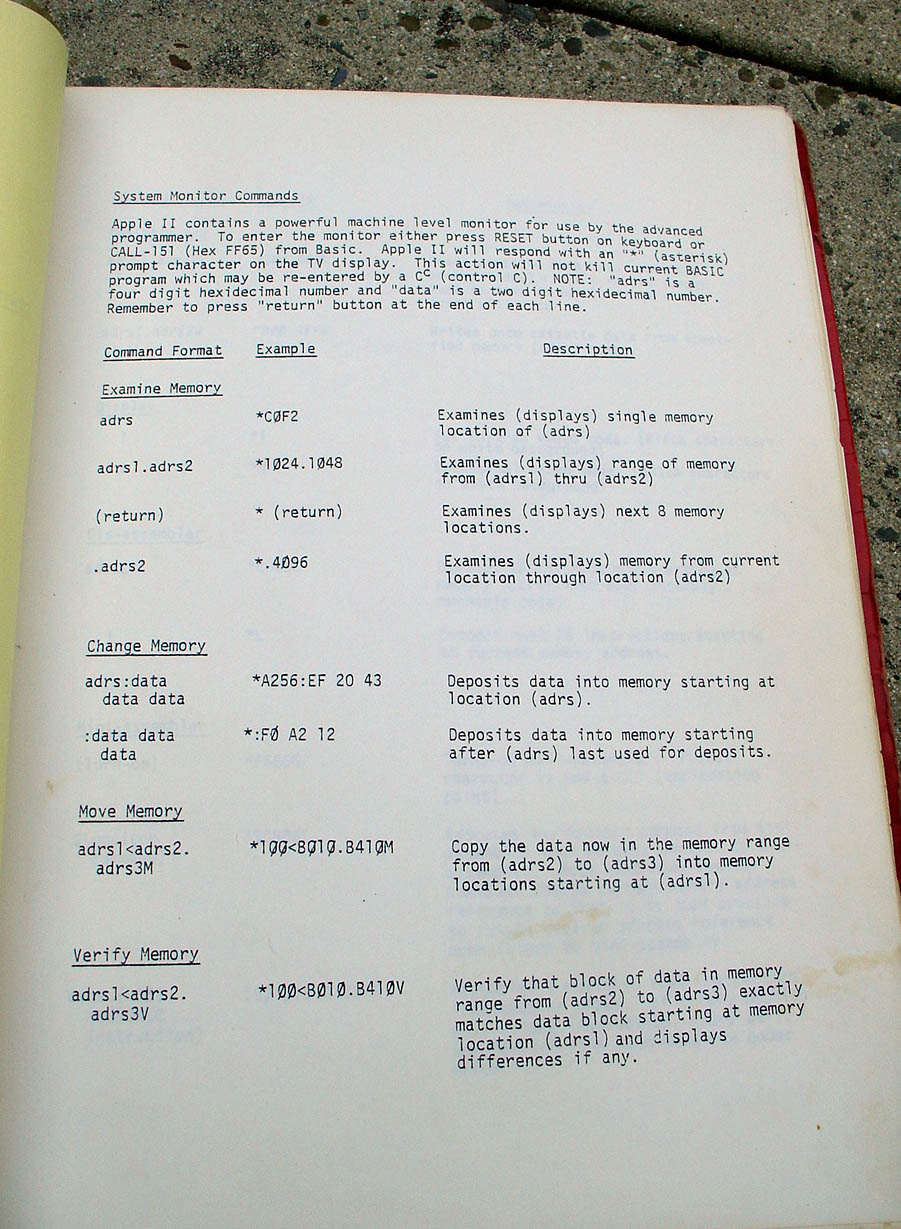 System Monitor Commands
Apple II contains a powerful machine level monitor for use by the advanced
programmer.  To enter the monitor either press RESET button on keyboard or
CALL-151 (Hex FF65) from Basic.  Apple II will respond with an "*" (asterisk)
prompt character on the TV display.  This action will not kill current BASIC
program which may be re-entered by a Cᶜ (control C).  NOTE:  "adrs" is a
four digit hexidecimal number and "data" is a two digit hexidecimal number.
Remember to press "return" button at the end of each line.
Command Format Example Description
Examine Memory
adrs *CØF2 Examines (displays) single memory
location of (adrs)
adrs1.adrs2 *1Ø24.1Ø48 Examines (displays) range of memory
from (adrs1) thru (adrs2)
(return) * (return) Examines (displays) next 8 memory
locations.
.adrs2 *.4Ø96 Examines (displays) memory from current
location through location (adrs2)
Change Memory
adrs:data *A256:EF 20 43 Deposits data into memory starting at
data data location (adrs).
:data data *:FØ A2 12 Deposits data into memory starting
data after (adrs) last used for deposits.
Move Memory
adrs1<adrs2. *1ØØ<BØ1Ø.B41ØM Copy the data now in the memory range
adrs3M from (adrs2) to (adrs3) into memory
locations starting at (adrs1).
Verify Memory
adrs1<adrs2. *1ØØ<BØ1Ø.B41ØV Verify that block of data in memory
adrs3V range from (adrs2) to (adrs3) exactly
matches data block starting at memory
location (adrs1) and displays
differences if any.